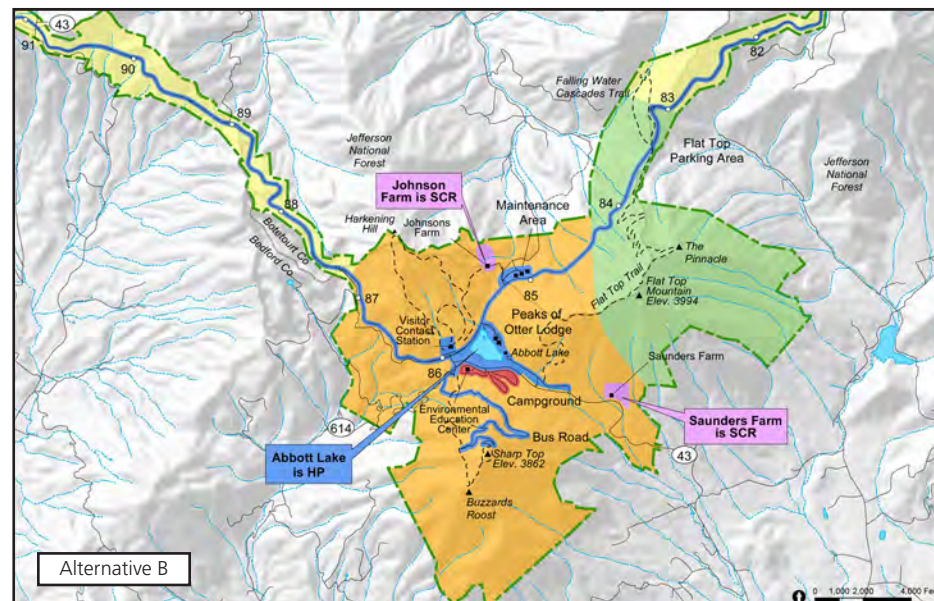 43
91
90
89
88
87
Botetourt Co.
Bedford Co.
Jefferson
National
Forest
Johnson
Farm is SCR
Harkening
Hill
Johnsons
Farm
Maintenance
Area
Falling Water
Cascades Trail
82
83
84
85
86
Flat Top
Parking Area
Jefferson
National
Forest
The
Pinnacle
Flat Top Trail
Flat Top
Mountain
Elev. 3994
Visitor
Contact
Station
Peaks of
Otter Lodge
Abbott Lake
Saunders Farm
Campground
Environmental
Education
Center
Bus Road
614
Abbott Lake
is HP
Saunders Farm
is SCR
43
Sharp Top
Elev. 3862
Buzzards
Roost
Alternative B
0 1,000 2,000 4,000 Fee